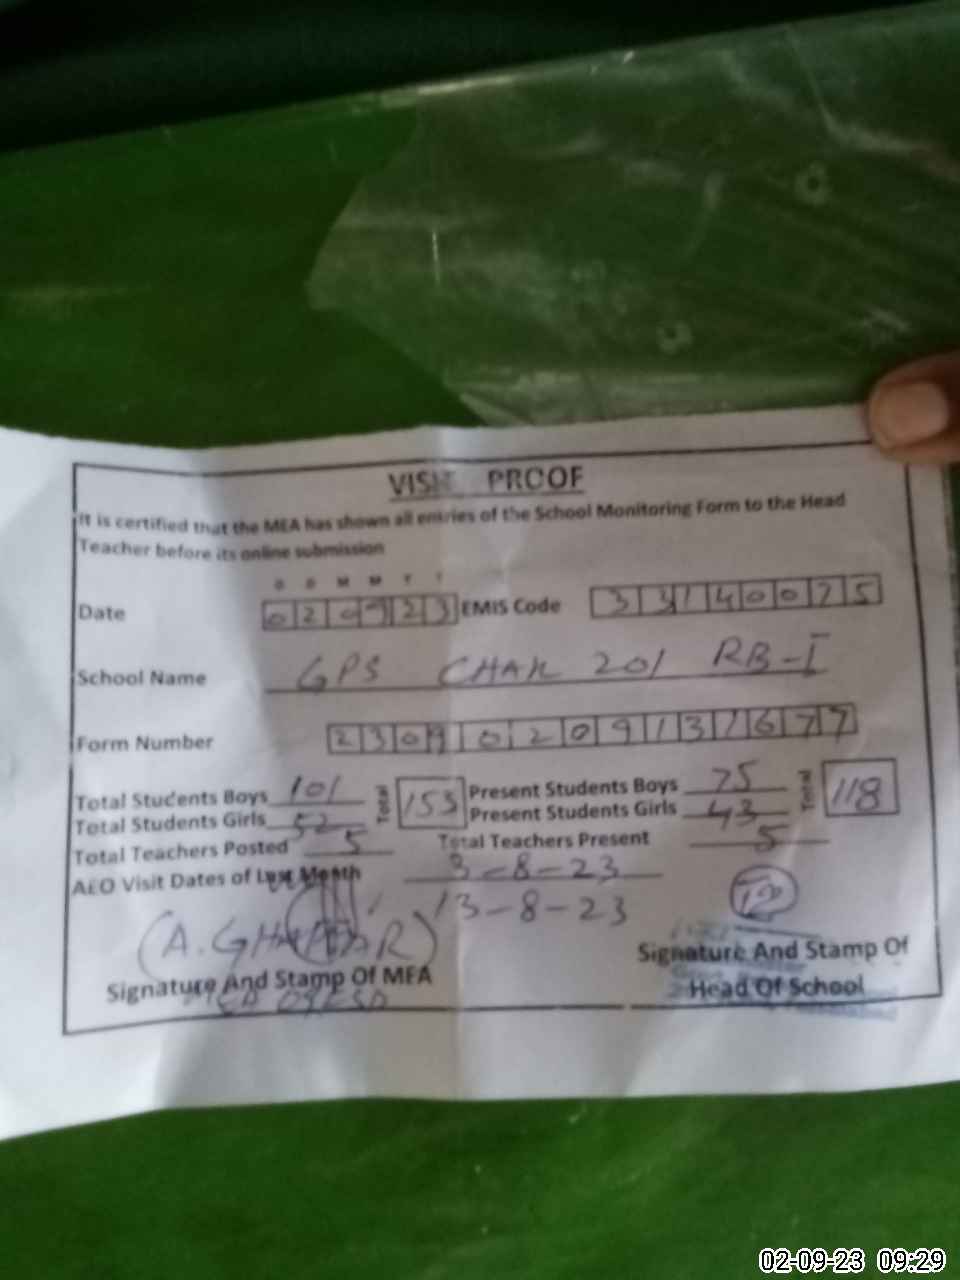 VISIT PROOF
It is certified that the MEA has shown all entries of the School Monitoring Form to the Head
Teacher before its online submission
D D M M Y Y
Date 020923 EMIS Code 33140075
School Name GPS CHAK 201 RB-I
Form Number 23090209131677
Total Students Boys 101 Total 153 Present Students Boys 75 Total 118
Total Students Girls 52 Present Students Girls 43
Total Teachers Posted 5 Total Teachers Present 5
AEO Visit Dates of Last Month 3-8-23
13-8-23
(A. GHAFFAR)
Signature And Stamp Of MEA
Signature And Stamp Of
Head Of School
02-09-23 09:29